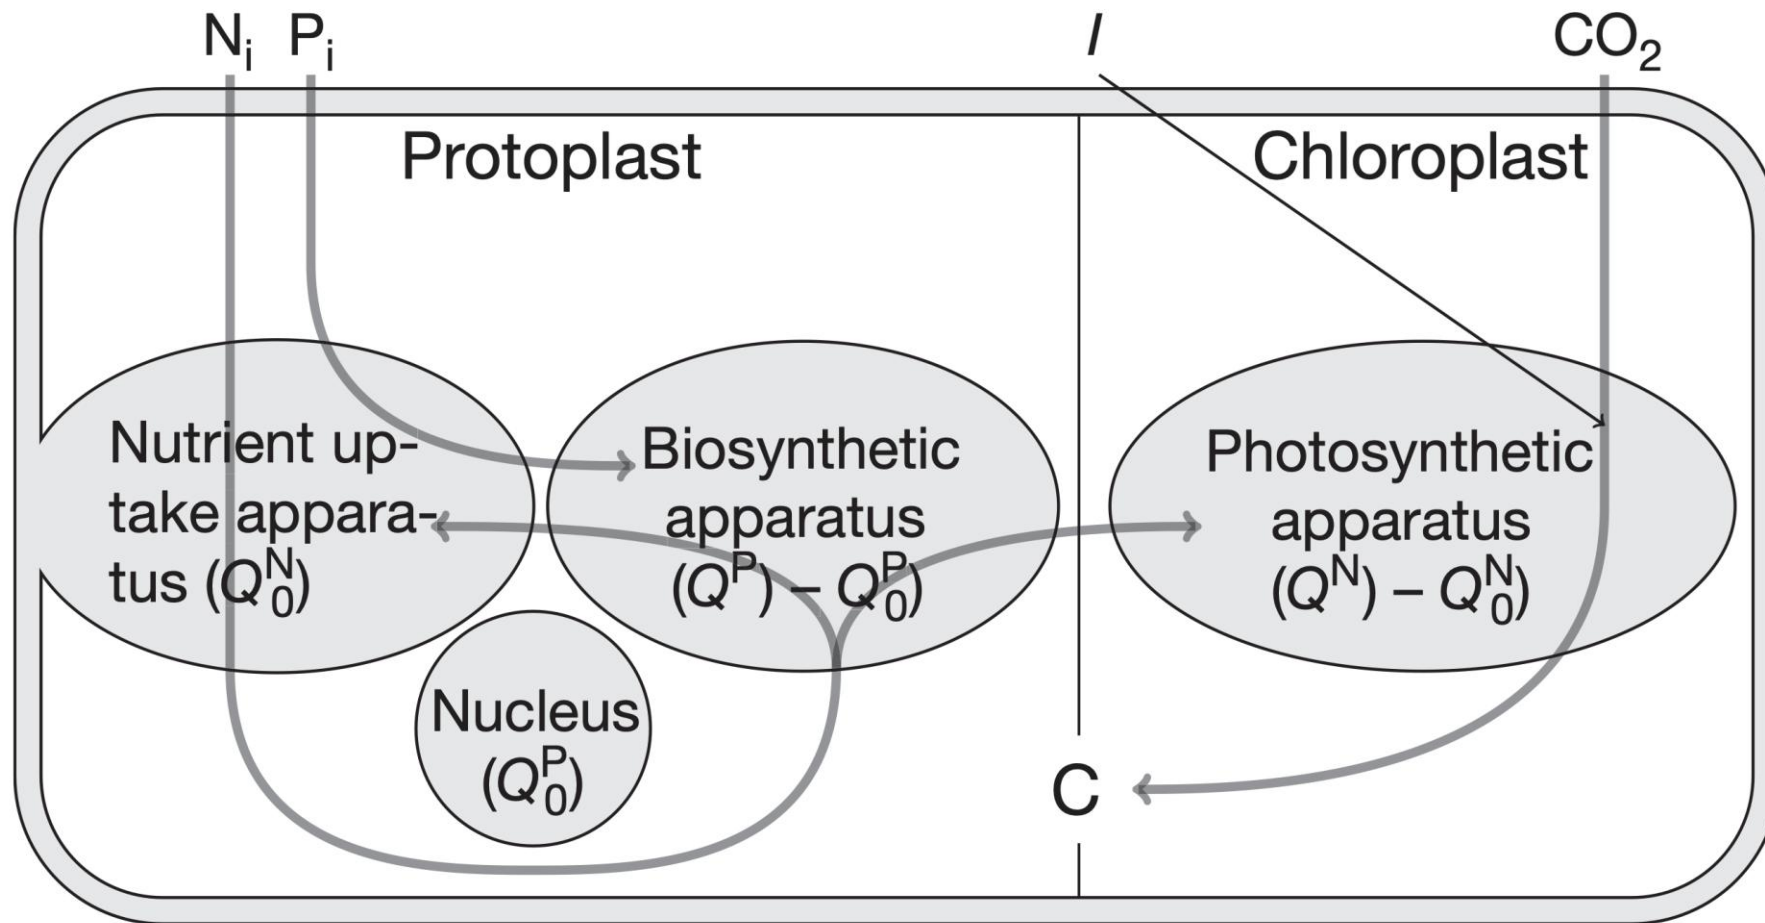 Nᵢ Pᵢ I CO₂
Protoplast Chloroplast
Nutrient up-
take appara-
tus (Q₀ᴺ)
Biosynthetic
apparatus
(Qᴾ) – Q₀ᴾ)
Photosynthetic
apparatus
(Qᴺ) – Q₀ᴺ)
Nucleus
(Q₀ᴾ)
C